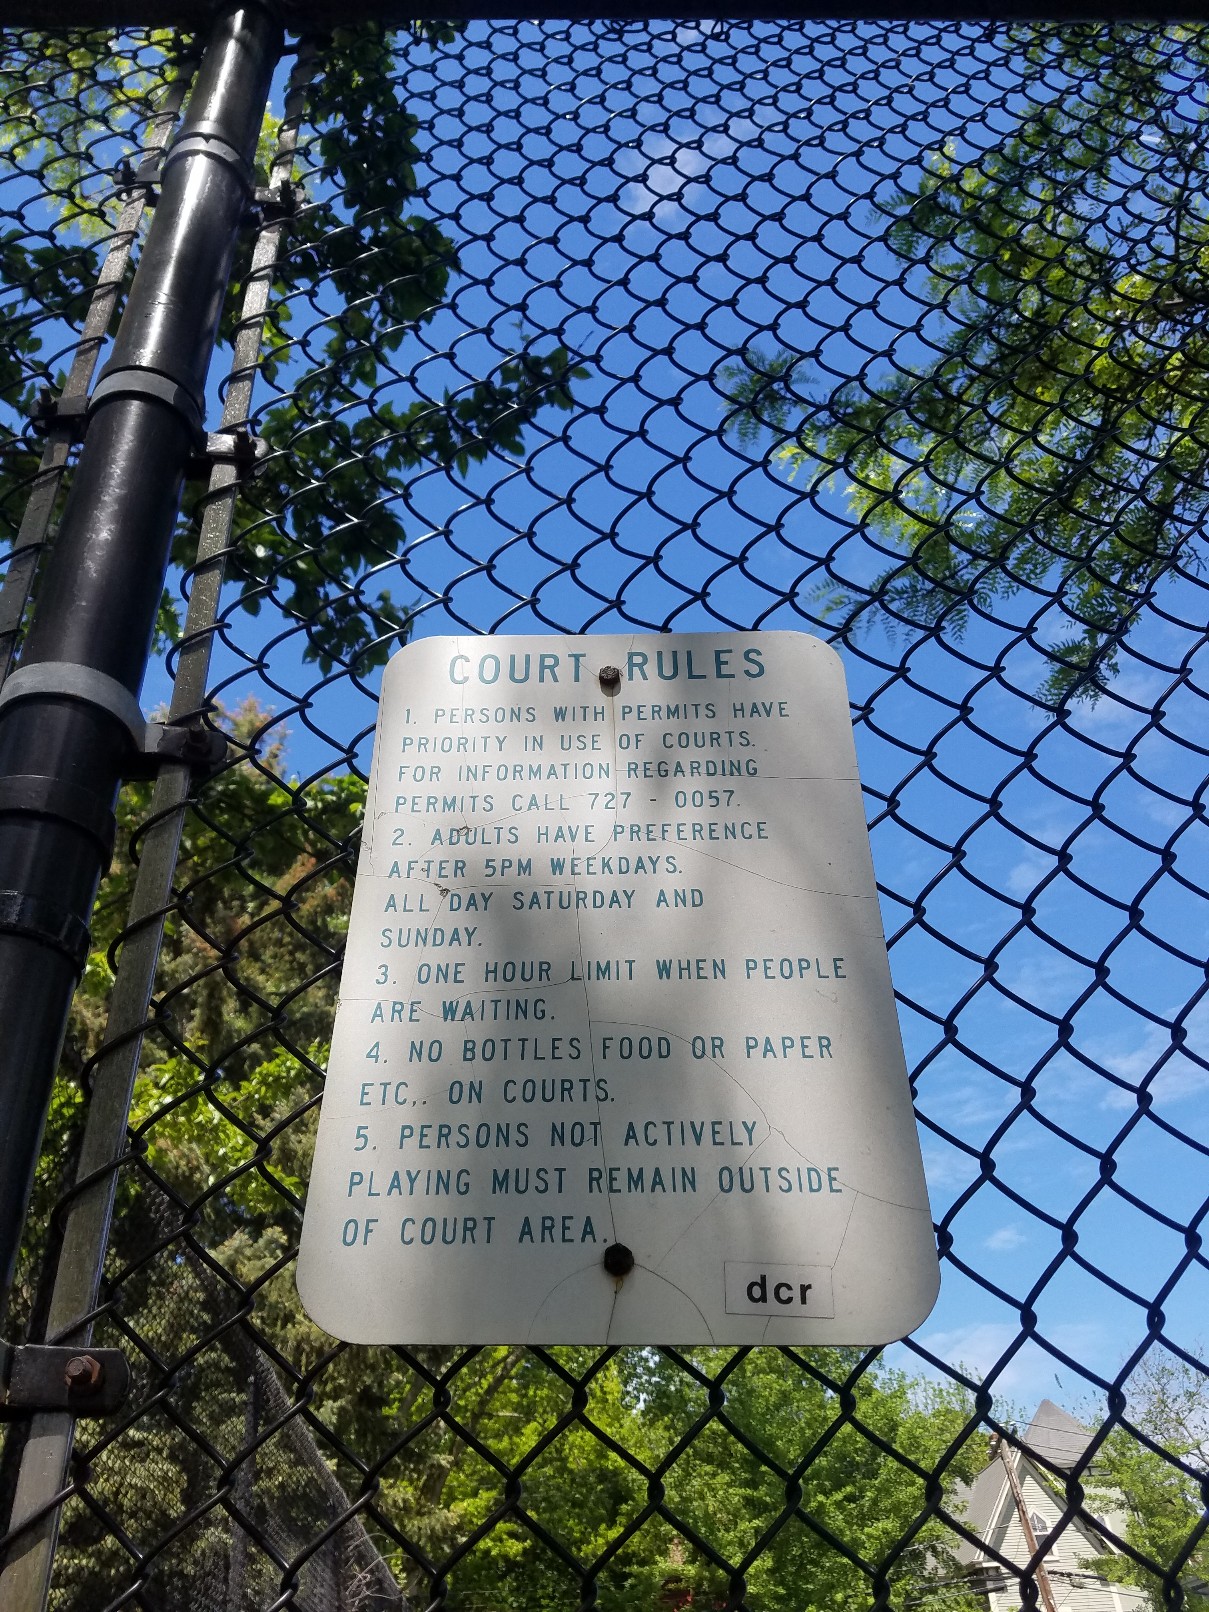 COURT RULES
1. PERSONS WITH PERMITS HAVE
PRIORITY IN USE OF COURTS.
FOR INFORMATION REGARDING
PERMITS CALL 727 - 0057.
2. ADULTS HAVE PREFERENCE
AFTER 5PM WEEKDAYS.
ALL DAY SATURDAY AND
SUNDAY.
3. ONE HOUR LIMIT WHEN PEOPLE
ARE WAITING.
4. NO BOTTLES FOOD OR PAPER
ETC,. ON COURTS.
5. PERSONS NOT ACTIVELY
PLAYING MUST REMAIN OUTSIDE
OF COURT AREA.
dcr